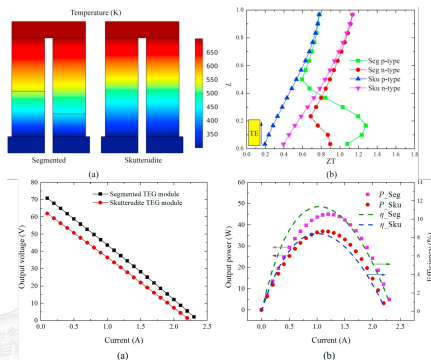 Temperature (K)
650
600
550
500
450
400
350
Segmented
Skutterudite
(a)
1.0
0.8
0.6
0.4
0.2
0.0
L
Seg p-type
Seg n-type
Sku p-type
Sku n-type
TE
0.0 0.2 0.4 0.6 0.8 1.0 1.2 1.4 1.6 1.8
ZT
(b)
80
70
60
50
40
30
20
10
0
Output voltage (V)
Segmented TEG module
Skutterudite TEG module
0.0 0.5 1.0 1.5 2.0 2.5
Current (A)
(a)
60
50
40
30
20
10
0
Output power (W)
P_Seg
P_Sku
η_Seg
η_Sku
14
12
10
8
6
4
2
0
Efficiency (%)
0.0 0.5 1.0 1.5 2.0 2.5
Current (A)
(b)